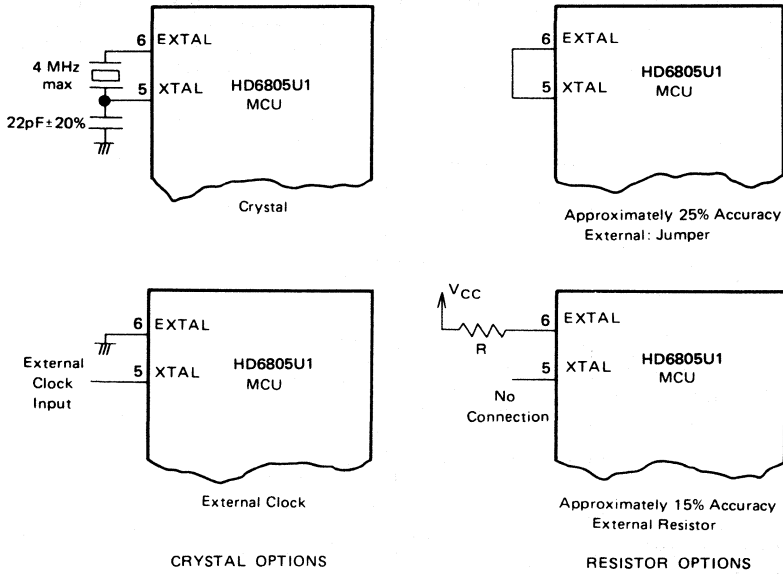 6 EXTAL
4 MHz
max
5 XTAL
HD6805U1
MCU
22pF±20%
Crystal
6 EXTAL
5 XTAL
HD6805U1
MCU
Approximately 25% Accuracy
External: Jumper
6 EXTAL
External
Clock
Input
5 XTAL
HD6805U1
MCU
External Clock
CRYSTAL OPTIONS
VCC
R
6 EXTAL
5 XTAL
HD6805U1
MCU
No
Connection
Approximately 15% Accuracy
External Resistor
RESISTOR OPTIONS